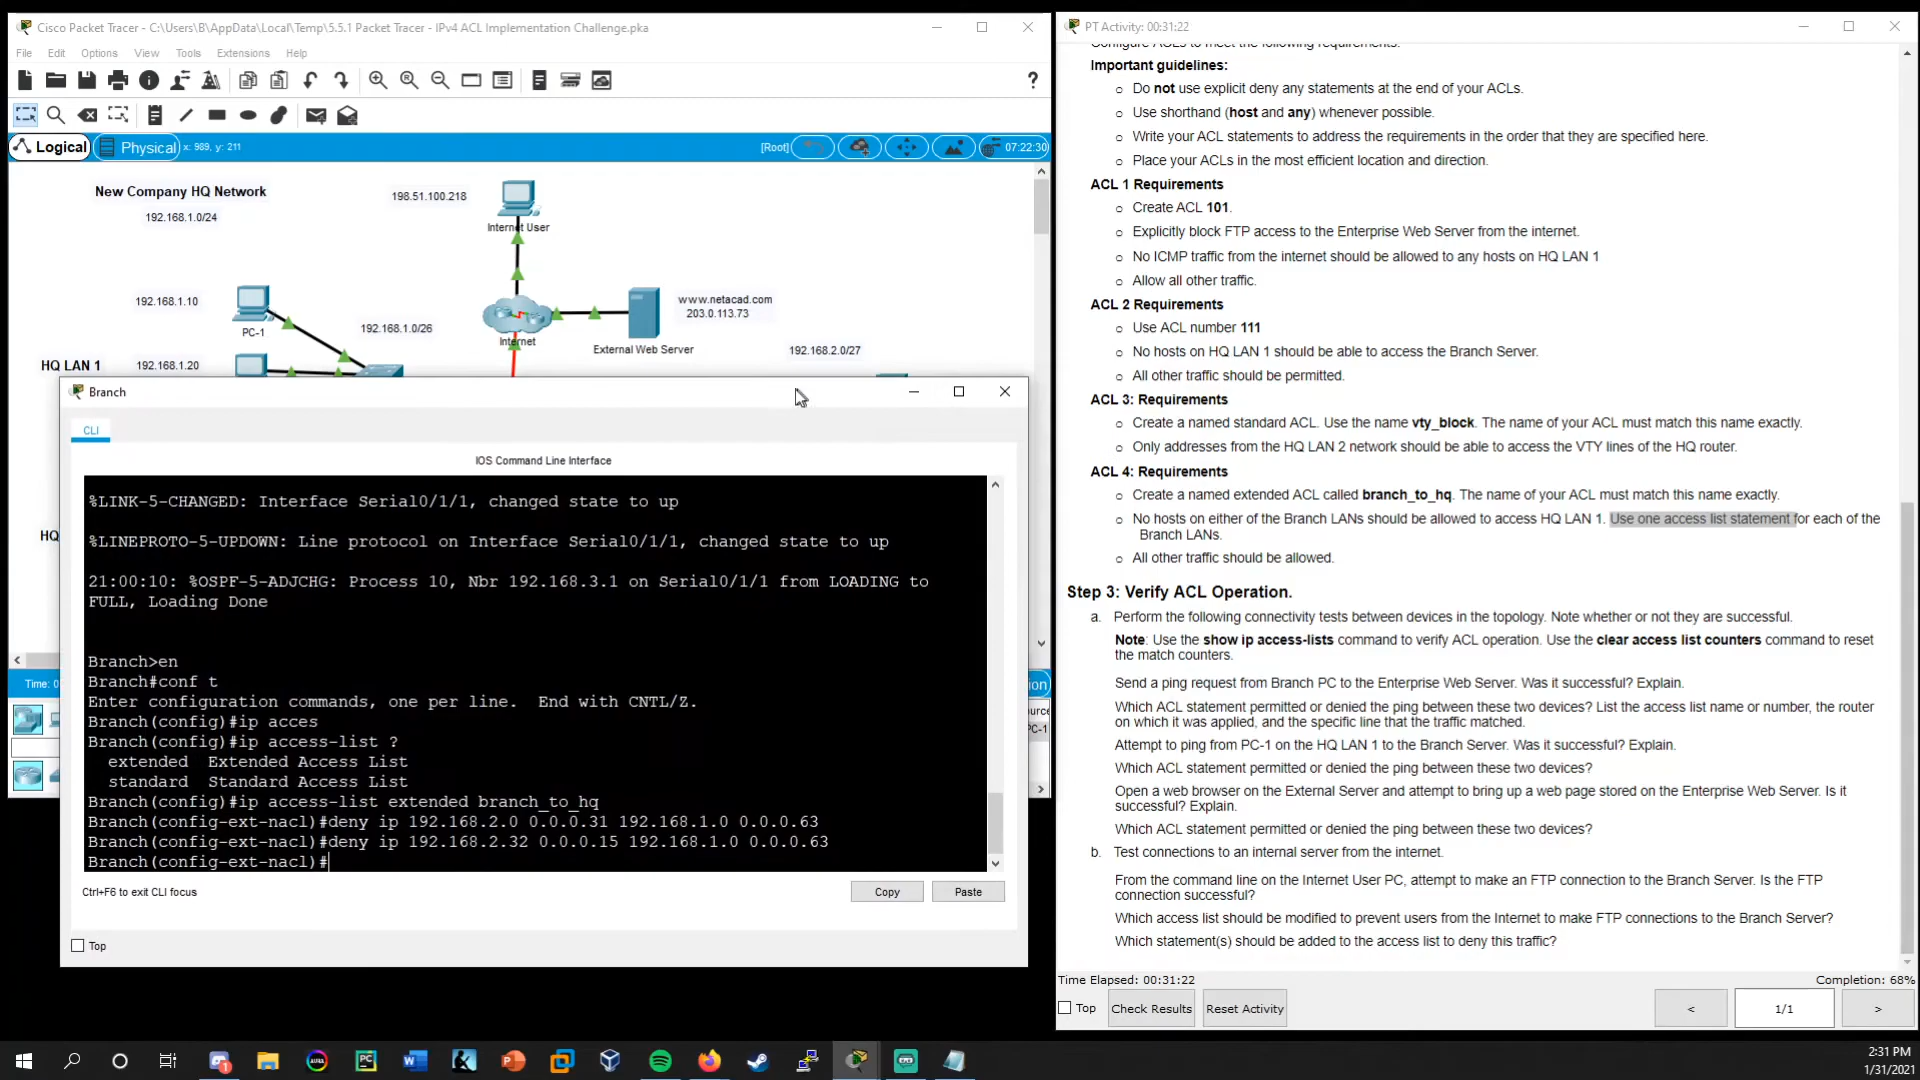 Cisco Packet Tracer - C:\Users\B\AppData\Local\Temp\5.5.1 Packet Tracer - IPv4 ACL Implementation Challenge.pka
File Edit Options View Tools Extensions Help
Logical Physical x: 989, y: 211 [Root] 07:22:30
New Company HQ Network
192.168.1.0/24
198.51.100.218
Internet User
192.168.1.10
PC-1
192.168.1.0/26
Internet
www.netacad.com
203.0.113.73
External Web Server
192.168.2.0/27
HQ LAN 1
192.168.1.20
HQ
Time: 0
PC-1
Branch
CLI
IOS Command Line Interface
%LINK-5-CHANGED: Interface Serial0/1/1, changed state to up
%LINEPROTO-5-UPDOWN: Line protocol on Interface Serial0/1/1, changed state to up
21:00:10: %OSPF-5-ADJCHG: Process 10, Nbr 192.168.3.1 on Serial0/1/1 from LOADING to
FULL, Loading Done
Branch>en
Branch#conf t
Enter configuration commands, one per line.  End with CNTL/Z.
Branch(config)#ip acces
Branch(config)#ip access-list ?
extended  Extended Access List
standard  Standard Access List
Branch(config)#ip access-list extended branch_to_hq
Branch(config-ext-nacl)#deny ip 192.168.2.0 0.0.0.31 192.168.1.0 0.0.0.63
Branch(config-ext-nacl)#deny ip 192.168.2.32 0.0.0.15 192.168.1.0 0.0.0.63
Branch(config-ext-nacl)#
Ctrl+F6 to exit CLI focus
Copy Paste
Top
PT Activity: 00:31:22
Configure ACLs to meet the following requirements:
Important guidelines:
o Do not use explicit deny any statements at the end of your ACLs.
o Use shorthand (host and any) whenever possible.
o Write your ACL statements to address the requirements in the order that they are specified here.
o Place your ACLs in the most efficient location and direction.
ACL 1 Requirements
o Create ACL 101.
o Explicitly block FTP access to the Enterprise Web Server from the internet.
o No ICMP traffic from the internet should be allowed to any hosts on HQ LAN 1
o Allow all other traffic.
ACL 2 Requirements
o Use ACL number 111
o No hosts on HQ LAN 1 should be able to access the Branch Server.
o All other traffic should be permitted.
ACL 3: Requirements
o Create a named standard ACL. Use the name vty_block. The name of your ACL must match this name exactly.
o Only addresses from the HQ LAN 2 network should be able to access the VTY lines of the HQ router.
ACL 4: Requirements
o Create a named extended ACL called branch_to_hq. The name of your ACL must match this name exactly.
o No hosts on either of the Branch LANs should be allowed to access HQ LAN 1. Use one access list statement for each of the
Branch LANs.
o All other traffic should be allowed.
Step 3: Verify ACL Operation.
a. Perform the following connectivity tests between devices in the topology. Note whether or not they are successful.
Note: Use the show ip access-lists command to verify ACL operation. Use the clear access list counters command to reset
the match counters.
Send a ping request from Branch PC to the Enterprise Web Server. Was it successful? Explain.
Which ACL statement permitted or denied the ping between these two devices? List the access list name or number, the router
on which it was applied, and the specific line that the traffic matched.
Attempt to ping from PC-1 on the HQ LAN 1 to the Branch Server. Was it successful? Explain.
Which ACL statement permitted or denied the ping between these two devices?
Open a web browser on the External Server and attempt to bring up a web page stored on the Enterprise Web Server. Is it
successful? Explain.
Which ACL statement permitted or denied the ping between these two devices?
b. Test connections to an internal server from the internet.
From the command line on the Internet User PC, attempt to make an FTP connection to the Branch Server. Is the FTP
connection successful?
Which access list should be modified to prevent users from the Internet to make FTP connections to the Branch Server?
Which statement(s) should be added to the access list to deny this traffic?
Time Elapsed: 00:31:22 Completion: 68%
Top Check Results Reset Activity < 1/1 >
2:31 PM
1/31/2021